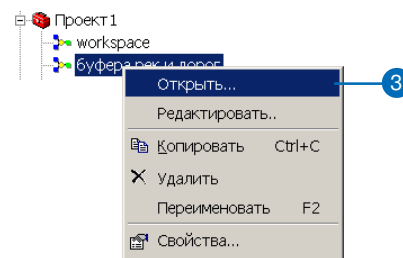 Проект1
workspace
буфера рек и дорог
Открыть...
3
Редактировать..
Копировать Ctrl+C
Удалить
Переименовать F2
Свойства...